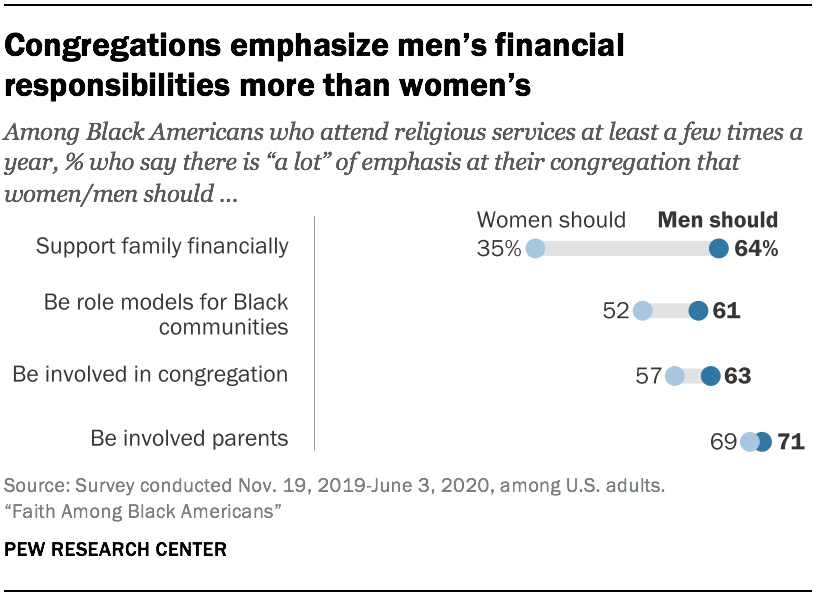 Congregations emphasize men’s financial
responsibilities more than women’s
Among Black Americans who attend religious services at least a few times a
year, % who say there is “a lot” of emphasis at their congregation that
women/men should ...
Women should Men should
Support family financially 35% 64%
Be role models for Black
communities 52 61
Be involved in congregation 57 63
Be involved parents 69 71
Source: Survey conducted Nov. 19, 2019-June 3, 2020, among U.S. adults.
“Faith Among Black Americans”
PEW RESEARCH CENTER